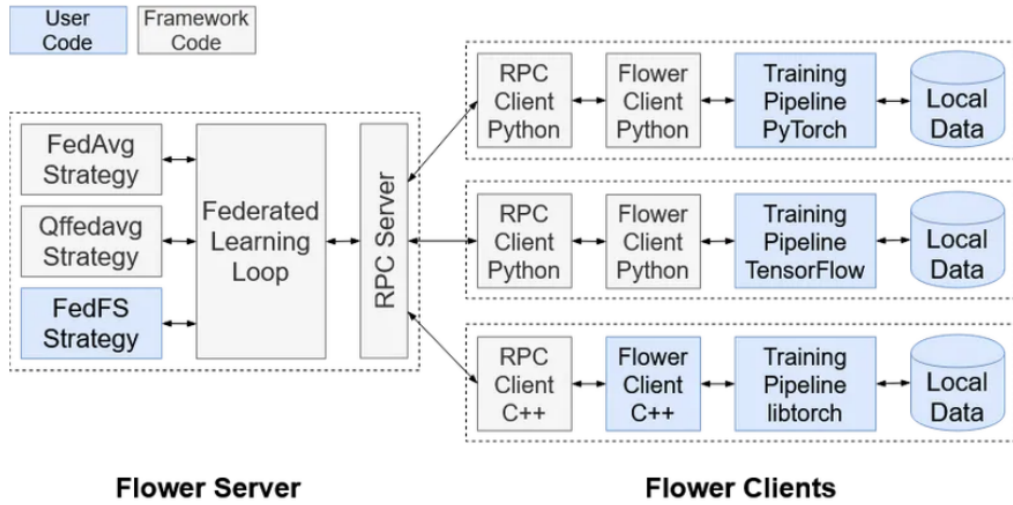 User
Code
Framework
Code
FedAvg
Strategy
Qffedavg
Strategy
FedFS
Strategy
Federated
Learning
Loop
RPC Server
RPC
Client
Python
Flower
Client
Python
Training
Pipeline
PyTorch
Local
Data
RPC
Client
Python
Flower
Client
Python
Training
Pipeline
TensorFlow
Local
Data
RPC
Client
C++
Flower
Client
C++
Training
Pipeline
libtorch
Local
Data
Flower Server
Flower Clients